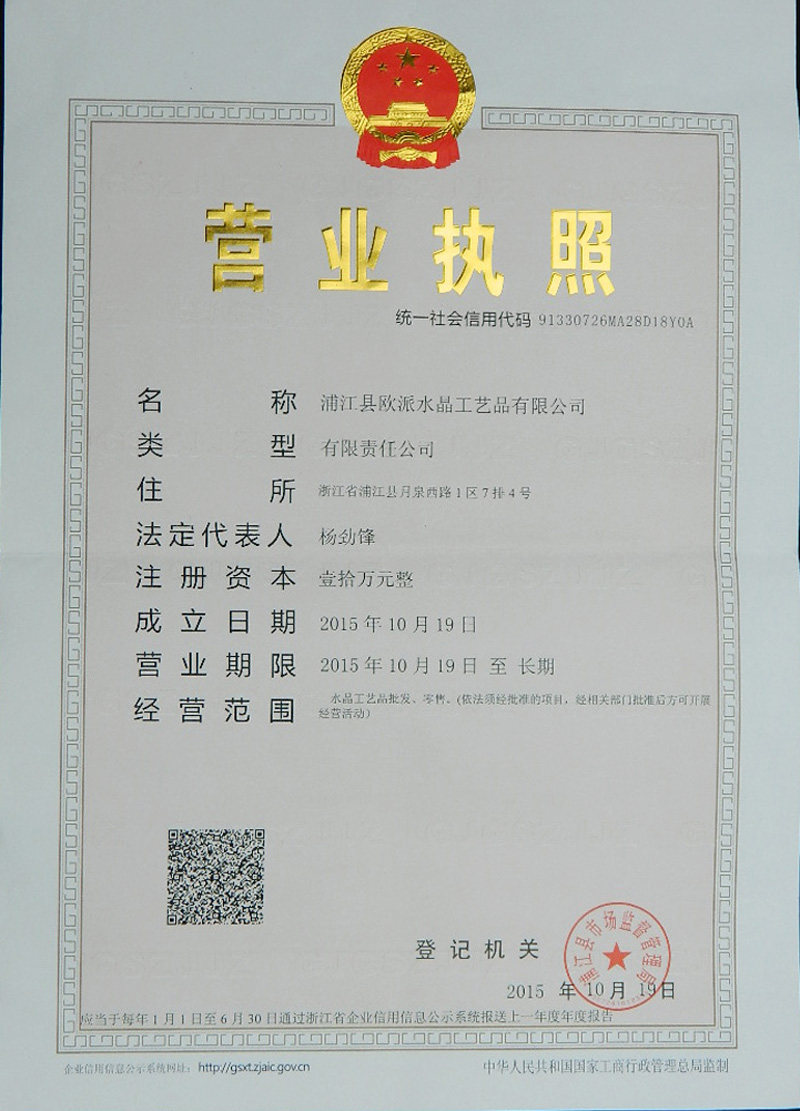 营业执照
统一社会信用代码 91330726MA28D18Y0A
名称 浦江县欧派水晶工艺品有限公司
类型 有限责任公司
住所 浙江省浦江县月泉西路1区7排4号
法定代表人 杨劲锋
注册资本 壹拾万元整
成立日期 2015年10月19日
营业期限 2015年10月19日 至 长期
经营范围 水晶工艺品批发、零售。(依法须经批准的项目，经相关部门批准后方可开展
经营活动)
登记机关
浦江县市场监督管理局
2015 年 10 月 19 日
应当于每年1月1日至6月30日通过浙江省企业信用信息公示系统报送上一年度年度报告
企业信用信息公示系统网址：http://gsxt.zjaic.gov.cn
中华人民共和国国家工商行政管理总局监制